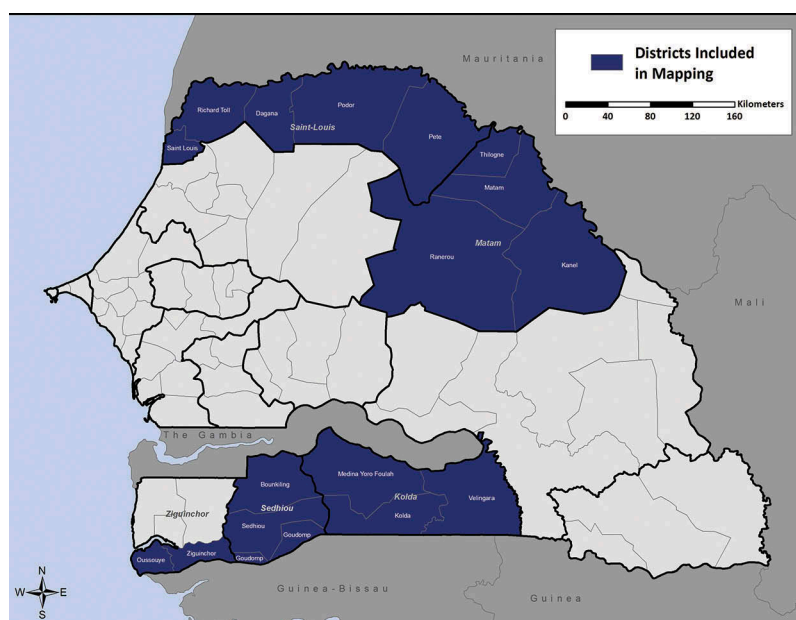 Mauritania
Districts Included
in Mapping
Kilometers
0 40 80 120 160
Richard Toll
Dagana
Podor
Saint-Louis
Pete
Saint Louis
Thilogne
Matam
Matam
Ranerou
Kanel
Mali
The Gambia
Medina Yoro Foulah
Bounkiling
Kolda
Velingara
Sedhiou
Ziguinchor
Kolda
Sedhiou
Goudomp
Ziguinchor
Oussouye
Goudomp
Guinea-Bissau
Guinea
N
W E
S